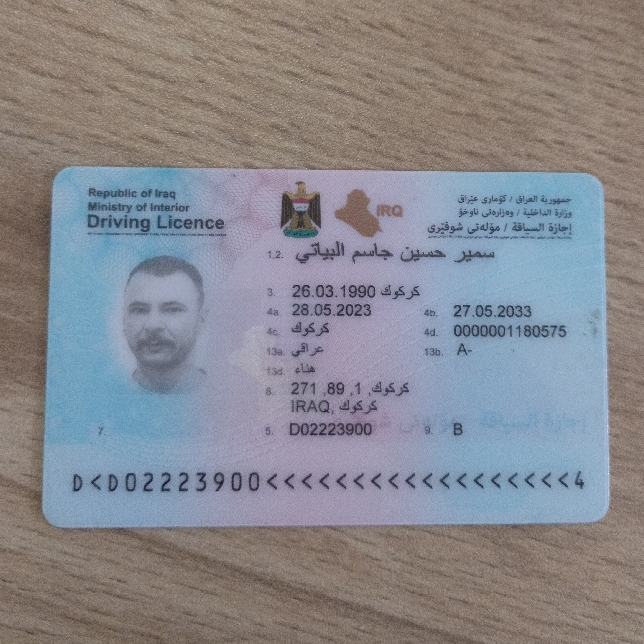 Republic of Iraq
Ministry of Interior
Driving Licence
IRQ
جمهورية العراق / كۆماری عێراق
وزارة الداخلية / وەزارەتی ناوخۆ
إجازة السياقة / مۆڵەتی شوفێری
1,2. سمير حسين جاسم البياتي
3. 26.03.1990 كركوك
4a. 28.05.2023 4b. 27.05.2033
4c. كركوك 4d. 0000001180575
13a. عراقي 13b. A-
13d. هناء
8. كركوك, 1, 89, 271
IRAQ, كركوك
7. 5. D02223900 9. B
D<D02223900<<<<<<<<<<<<<<<<<<4